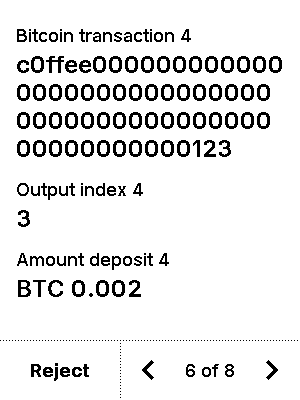 Bitcoin transaction 4
c0ffee000000000000
0000000000000000
0000000000000000
00000000000123
Output index 4
3
Amount deposit 4
BTC 0.002
Reject
6 of 8